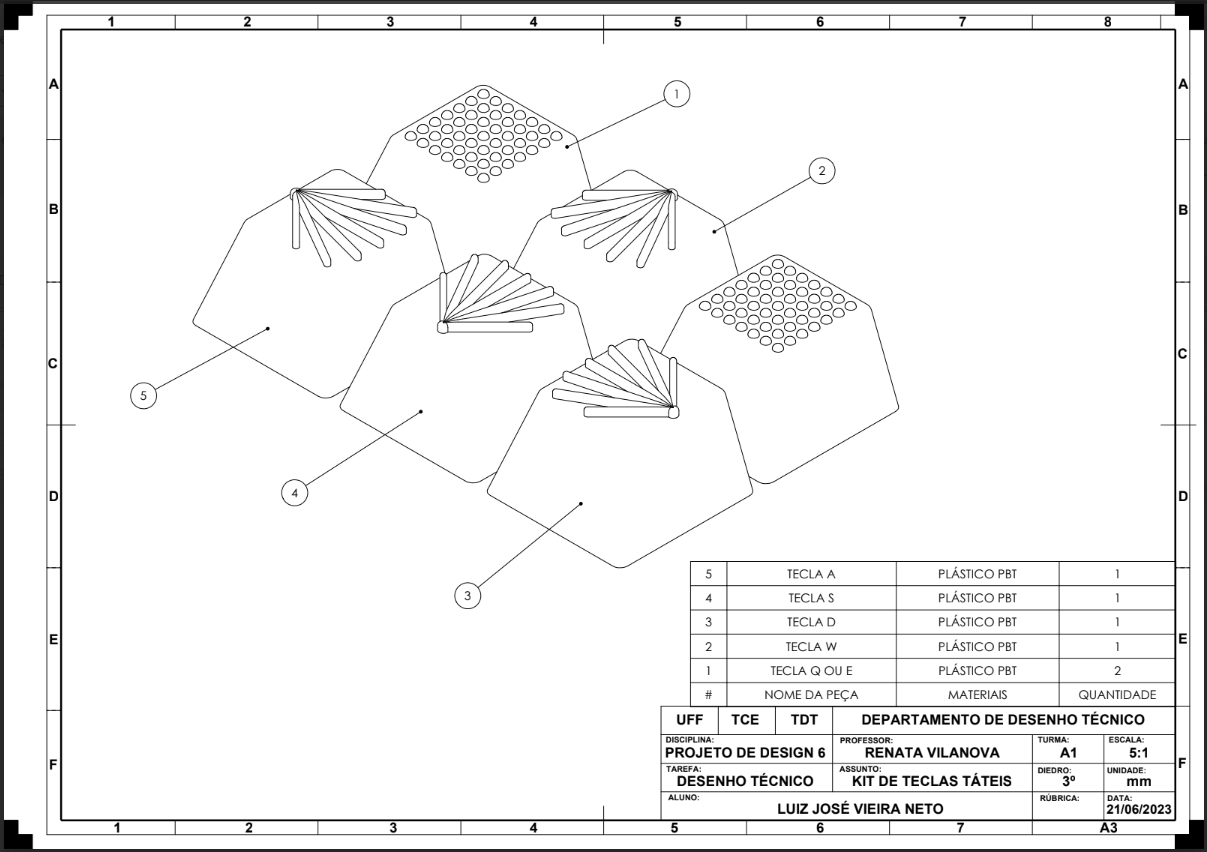 1 2 3 4 5 6 7 8
A A
B B
C C
D D
E E
F F
1
2
5
4
3
5 TECLA A PLÁSTICO PBT 1
4 TECLA S PLÁSTICO PBT 1
3 TECLA D PLÁSTICO PBT 1
2 TECLA W PLÁSTICO PBT 1
1 TECLA Q OU E PLÁSTICO PBT 2
# NOME DA PEÇA MATERIAIS QUANTIDADE
UFF TCE TDT DEPARTAMENTO DE DESENHO TÉCNICO
DISCIPLINA: PROFESSOR: TURMA: ESCALA:
PROJETO DE DESIGN 6 RENATA VILANOVA A1 5:1
TAREFA: ASSUNTO: DIEDRO: UNIDADE:
DESENHO TÉCNICO KIT DE TECLAS TÁTEIS 3º mm
ALUNO: RÚBRICA: DATA:
LUIZ JOSÉ VIEIRA NETO 21/06/2023
1 2 3 4 5 6 7 A3